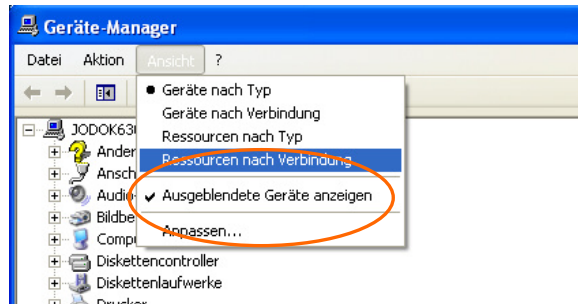 Geräte-Manager
Datei Aktion Ansicht ?
Geräte nach Typ
Geräte nach Verbindung
Ressourcen nach Typ
Ressourcen nach Verbindung
Ausgeblendete Geräte anzeigen
Anpassen...
JODOK63
Ander
Ansch
Audio-
Bildbe
Compu
Diskettencontroller
Diskettenlaufwerke
Drucker